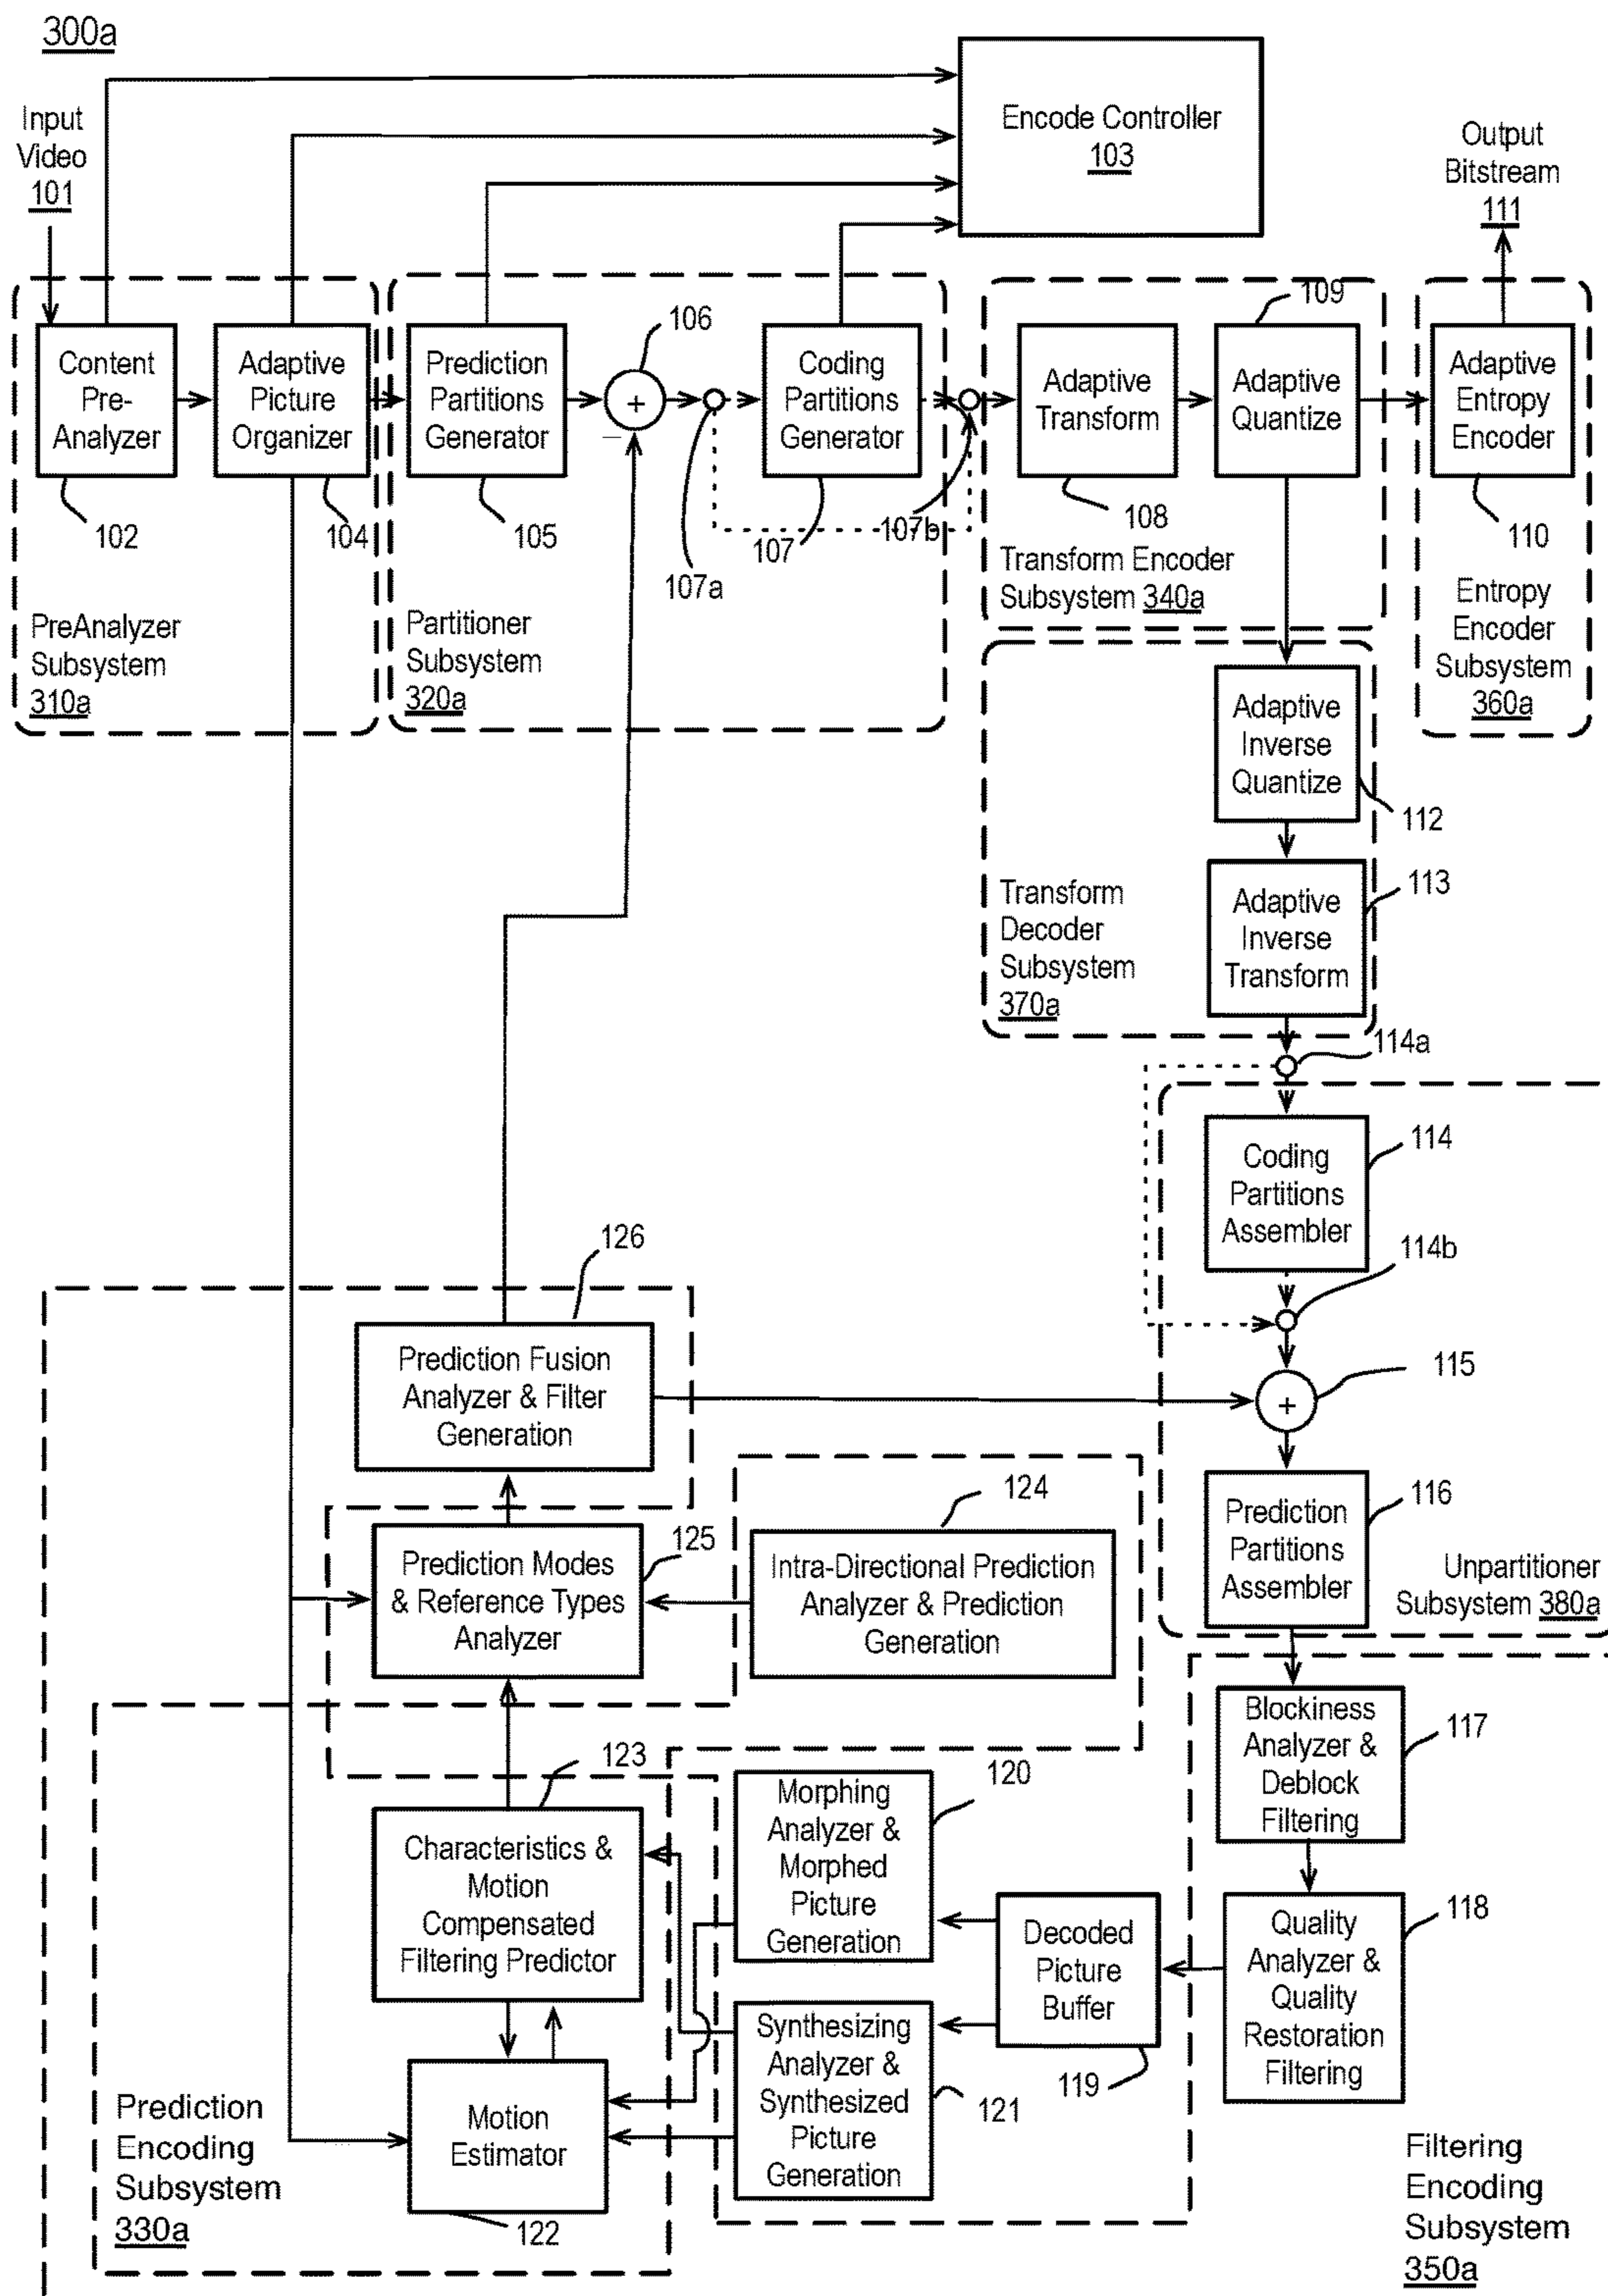 300a
Input
Video
101
Encode Controller
103
Output
Bitstream
111
Content
Pre-
Analyzer
102
Adaptive
Picture
Organizer
104
PreAnalyzer
Subsystem
310a
Prediction
Partitions
Generator
105
+
−
106
107a
Coding
Partitions
Generator
107
107b
Partitioner
Subsystem
320a
Adaptive
Transform
108
109
Adaptive
Quantize
Transform Encoder
Subsystem 340a
Adaptive
Entropy
Encoder
110
Entropy
Encoder
Subsystem
360a
Adaptive
Inverse
Quantize
112
Adaptive
Inverse
Transform
113
Transform
Decoder
Subsystem
370a
114a
Coding
Partitions
Assembler
114
114b
+
115
Prediction
Partitions
Assembler
116
Unpartitioner
Subsystem 380a
126
Prediction Fusion
Analyzer & Filter
Generation
Prediction Modes
& Reference Types
Analyzer
125
124
Intra-Directional Prediction
Analyzer & Prediction
Generation
Blockiness
Analyzer &
Deblock
Filtering
117
Quality
Analyzer &
Quality
Restoration
Filtering
118
123
Characteristics &
Motion
Compensated
Filtering Predictor
120
Morphing
Analyzer &
Morphed
Picture
Generation
Decoded
Picture
Buffer
119
Synthesizing
Analyzer &
Synthesized
Picture
Generation
121
Motion
Estimator
122
Prediction
Encoding
Subsystem
330a
Filtering
Encoding
Subsystem
350a